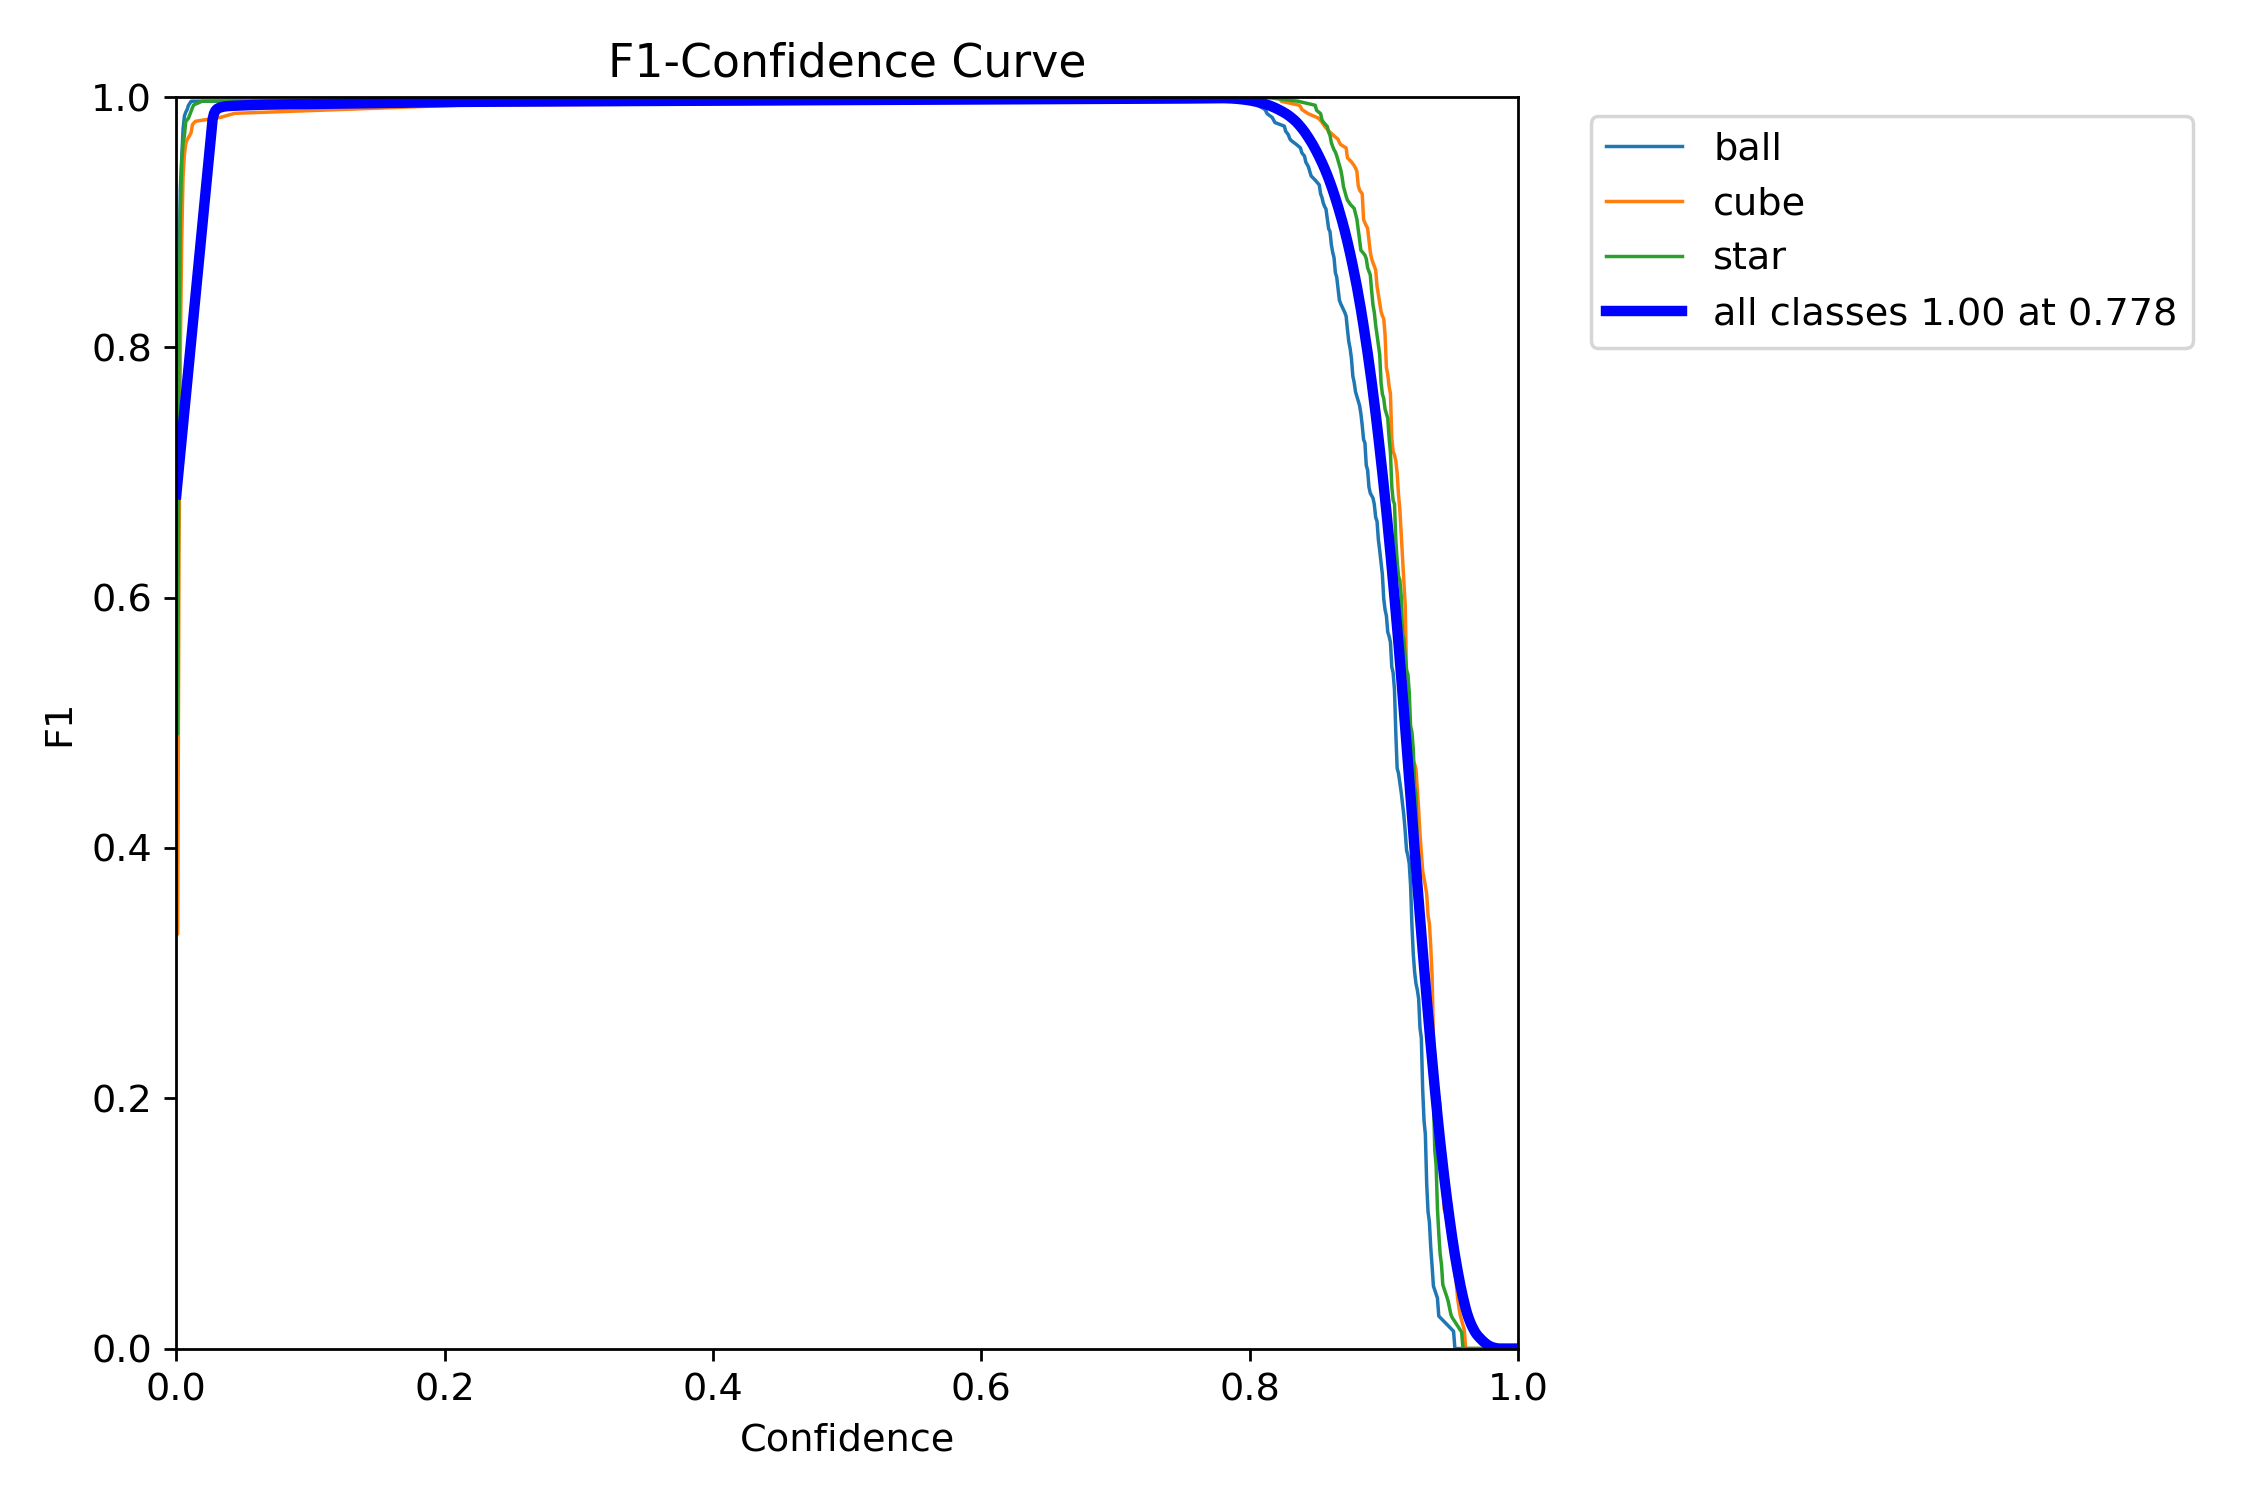 F1-Confidence Curve
1.0
0.8
0.6
0.4
0.2
0.0
F1
0.0 0.2 0.4 0.6 0.8 1.0
Confidence
ball
cube
star
all classes 1.00 at 0.778